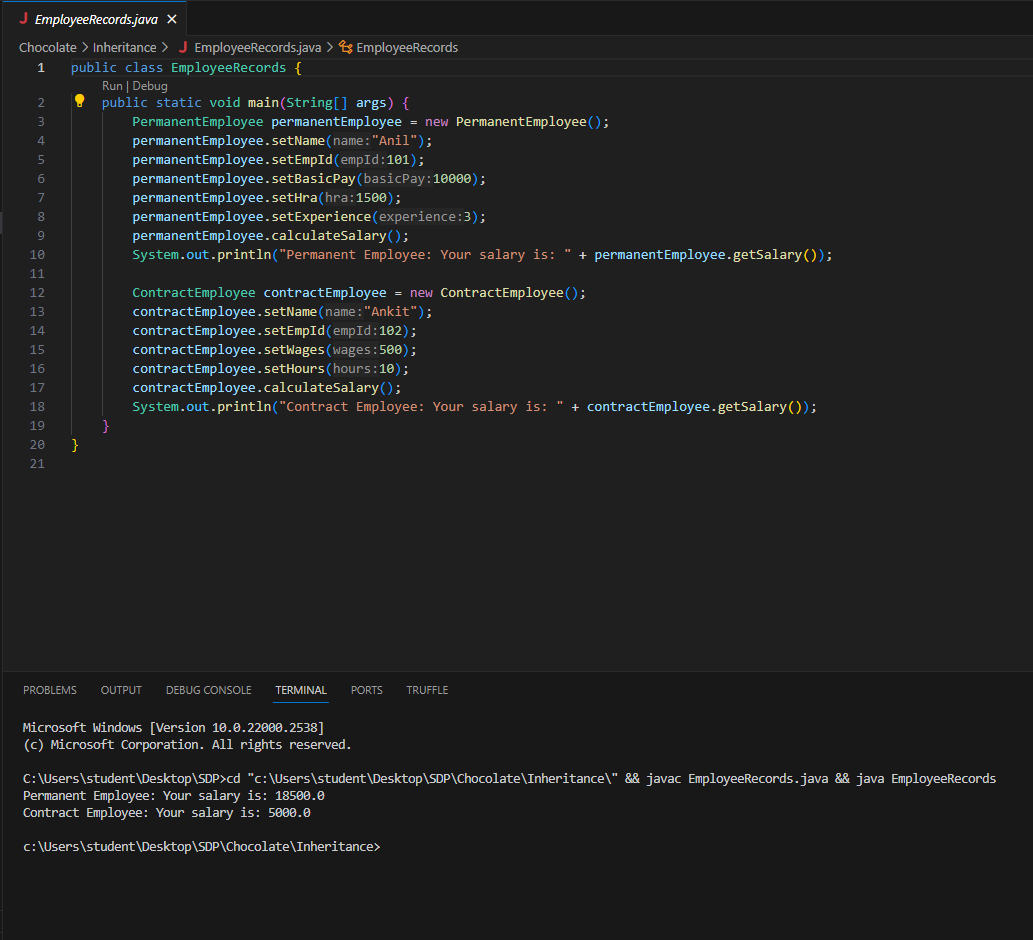 J EmployeeRecords.java ×
Chocolate > Inheritance > J EmployeeRecords.java > EmployeeRecords
1 public class EmployeeRecords {
Run | Debug
2 public static void main(String[] args) {
3 PermanentEmployee permanentEmployee = new PermanentEmployee();
4 permanentEmployee.setName(name:"Anil");
5 permanentEmployee.setEmpId(empId:101);
6 permanentEmployee.setBasicPay(basicPay:10000);
7 permanentEmployee.setHra(hra:1500);
8 permanentEmployee.setExperience(experience:3);
9 permanentEmployee.calculateSalary();
10 System.out.println("Permanent Employee: Your salary is: " + permanentEmployee.getSalary());
11
12 ContractEmployee contractEmployee = new ContractEmployee();
13 contractEmployee.setName(name:"Ankit");
14 contractEmployee.setEmpId(empId:102);
15 contractEmployee.setWages(wages:500);
16 contractEmployee.setHours(hours:10);
17 contractEmployee.calculateSalary();
18 System.out.println("Contract Employee: Your salary is: " + contractEmployee.getSalary());
19 }
20 }
21
PROBLEMS OUTPUT DEBUG CONSOLE TERMINAL PORTS TRUFFLE
Microsoft Windows [Version 10.0.22000.2538]
(c) Microsoft Corporation. All rights reserved.
C:\Users\student\Desktop\SDP>cd "c:\Users\student\Desktop\SDP\Chocolate\Inheritance\" && javac EmployeeRecords.java && java EmployeeRecords
Permanent Employee: Your salary is: 18500.0
Contract Employee: Your salary is: 5000.0
c:\Users\student\Desktop\SDP\Chocolate\Inheritance>